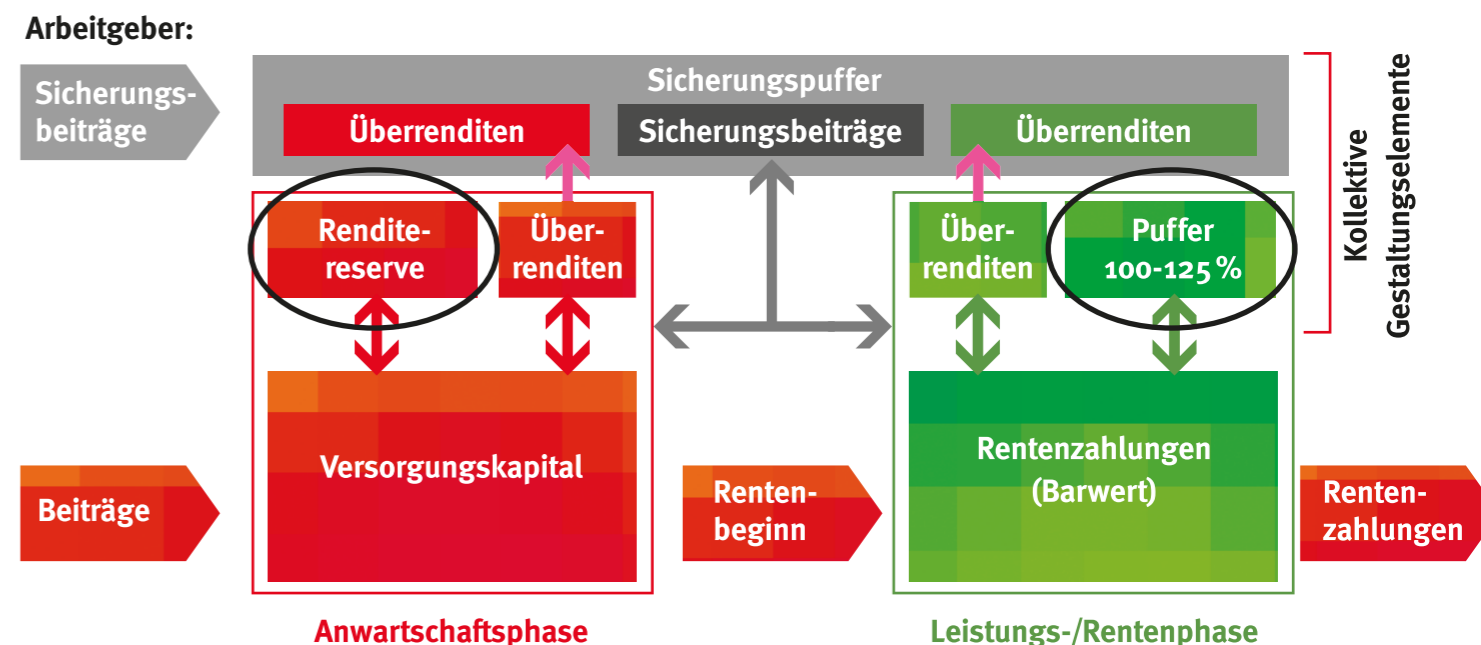 Arbeitgeber:
Sicherungs-
beiträge
Sicherungspuffer
Überrenditen
Sicherungsbeiträge
Überrenditen
Kollektive
Gestaltungselemente
Rendite-
reserve
Über-
renditen
Über-
renditen
Puffer
100-125 %
Beiträge
Versorgungskapital
Renten-
beginn
Rentenzahlungen
(Barwert)
Renten-
zahlungen
Anwartschaftsphase
Leistungs-/Rentenphase